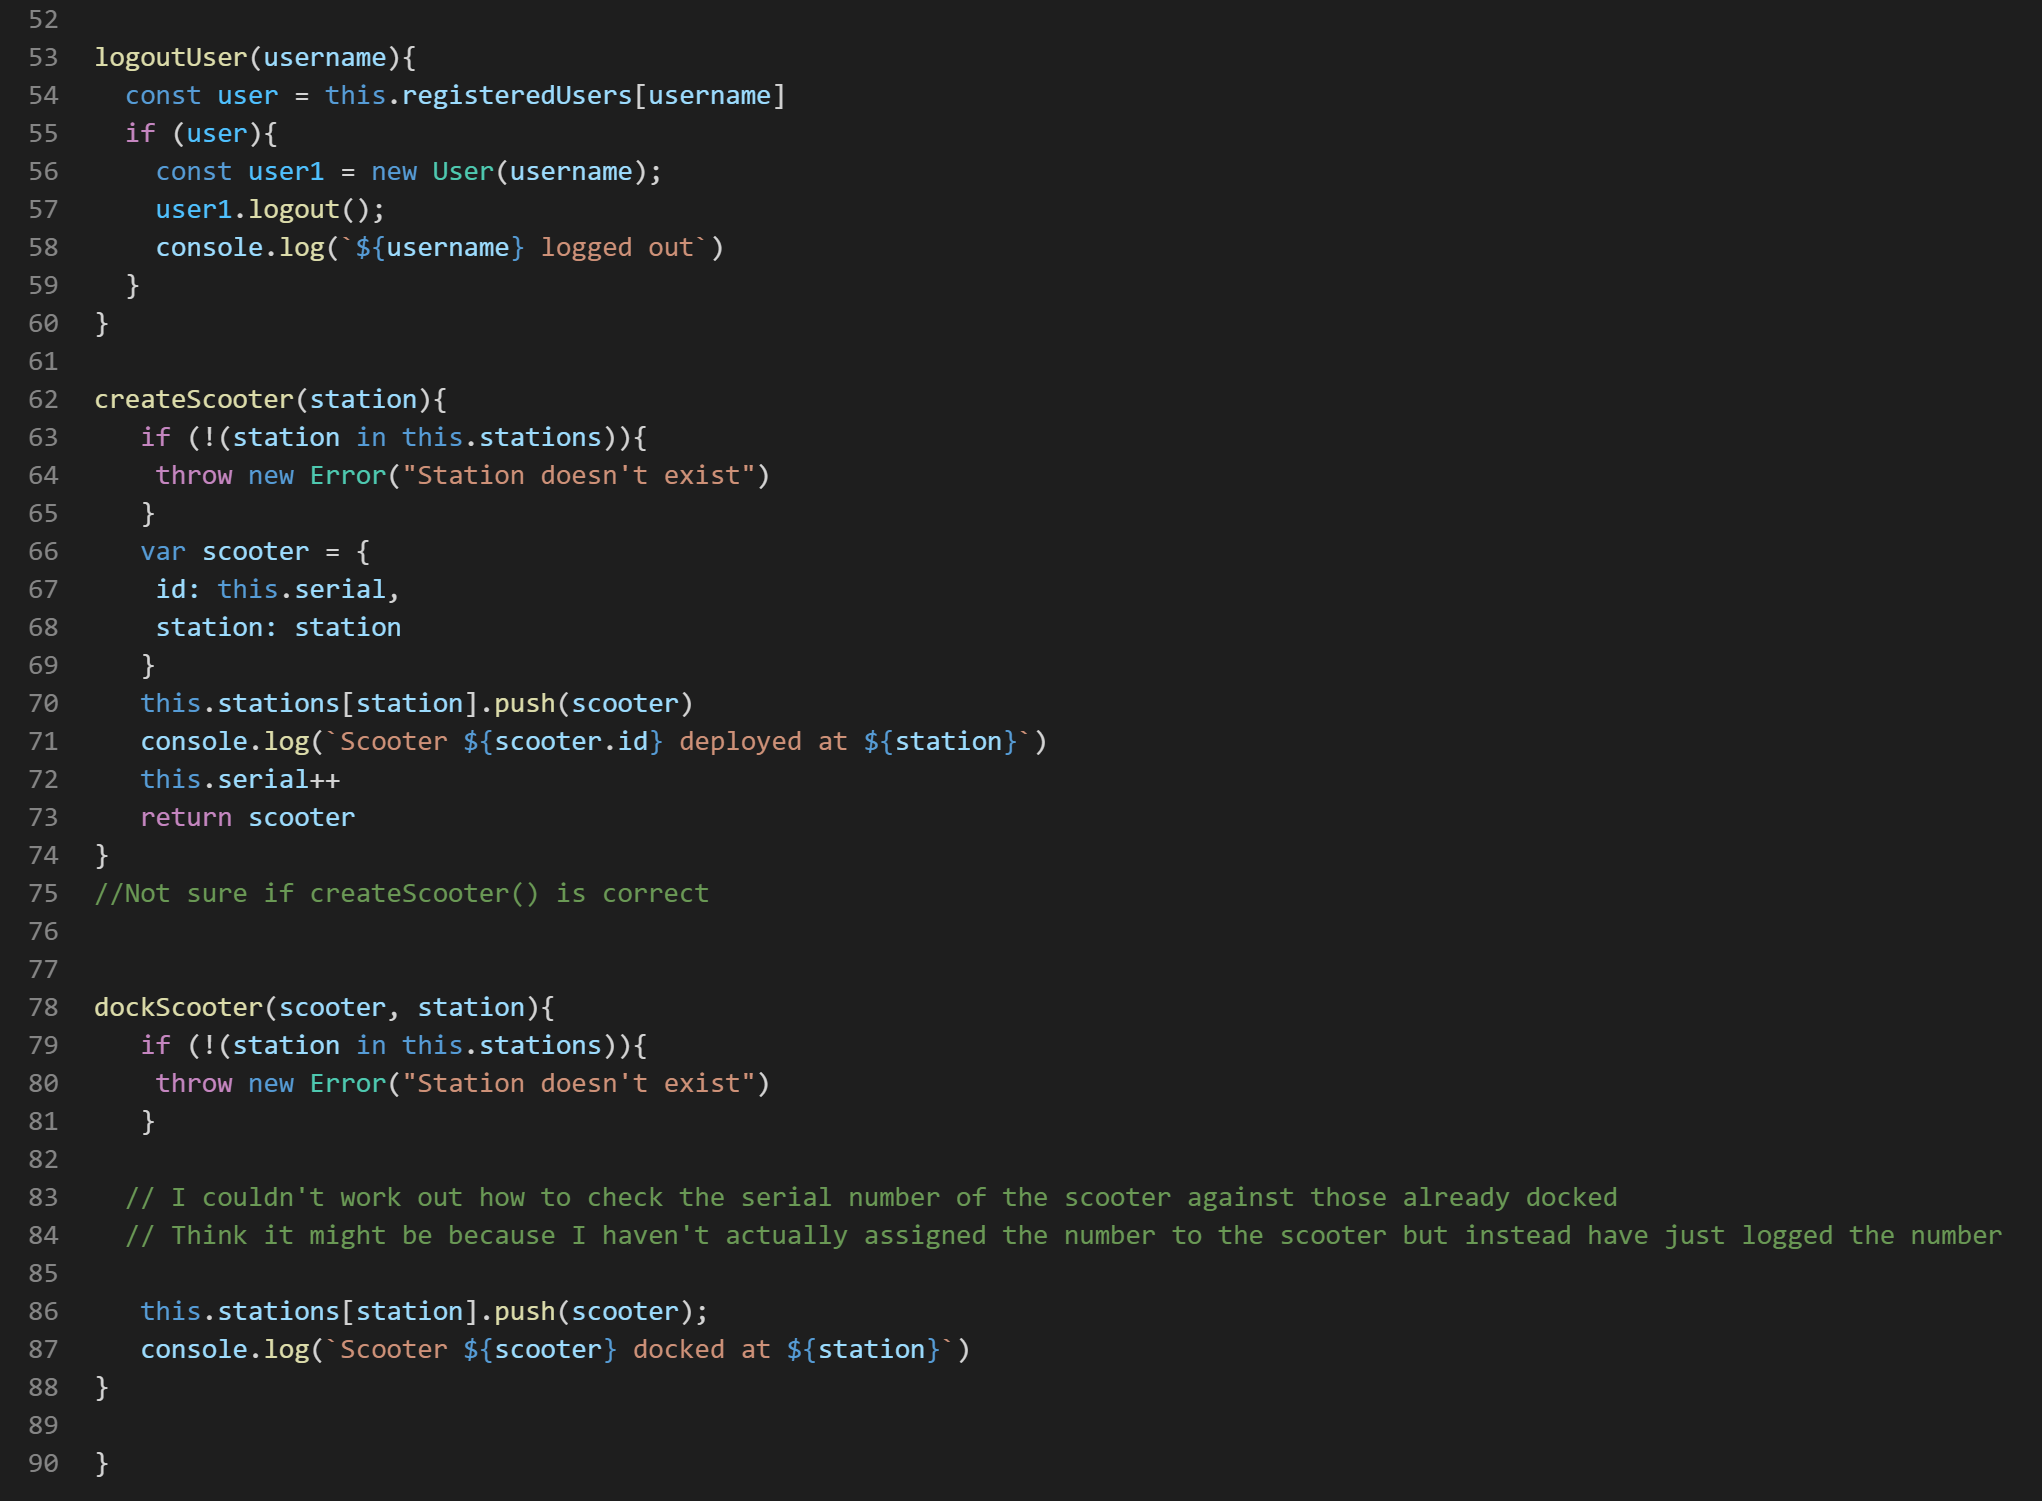 52
53 logoutUser(username){
54 const user = this.registeredUsers[username]
55 if (user){
56 const user1 = new User(username);
57 user1.logout();
58 console.log(`${username} logged out`)
59 }
60 }
61
62 createScooter(station){
63 if (!(station in this.stations)){
64 throw new Error("Station doesn't exist")
65 }
66 var scooter = {
67 id: this.serial,
68 station: station
69 }
70 this.stations[station].push(scooter)
71 console.log(`Scooter ${scooter.id} deployed at ${station}`)
72 this.serial++
73 return scooter
74 }
75 //Not sure if createScooter() is correct
76
77
78 dockScooter(scooter, station){
79 if (!(station in this.stations)){
80 throw new Error("Station doesn't exist")
81 }
82
83 // I couldn't work out how to check the serial number of the scooter against those already docked
84 // Think it might be because I haven't actually assigned the number to the scooter but instead have just logged the number
85
86 this.stations[station].push(scooter);
87 console.log(`Scooter ${scooter} docked at ${station}`)
88 }
89
90 }